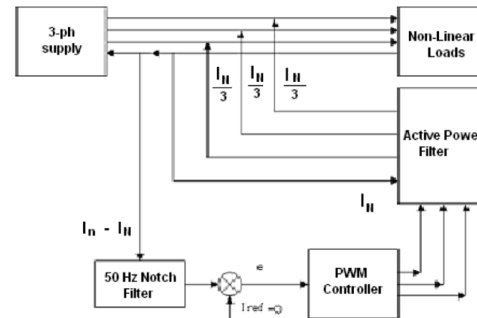 3-ph
supply
Non-Linear
Loads
I_N
3
I_N
3
I_N
3
Active Power
Filter
I_N
I_n - I_N
50 Hz Notch
Filter
e
Iref =0
PWM
Controller